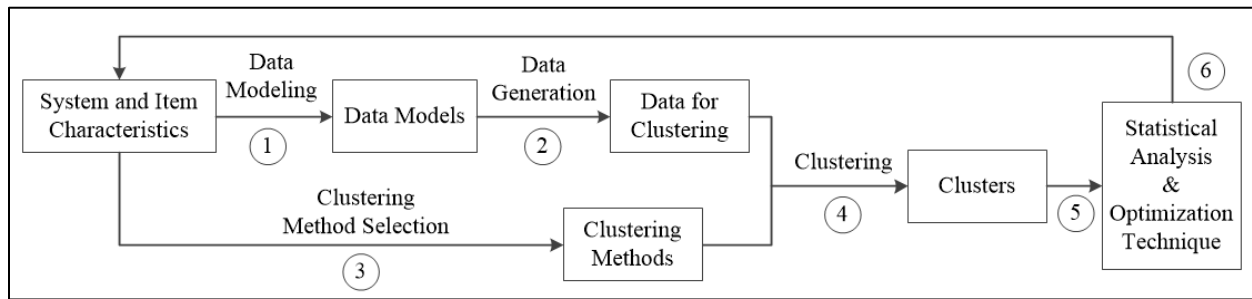 Data
Modeling
Data
Generation
6
System and Item
Characteristics
1
Data Models
2
Data for
Clustering
Clustering
4
Clusters
5
Statistical
Analysis
&
Optimization
Technique
Clustering
Method Selection
3
Clustering
Methods